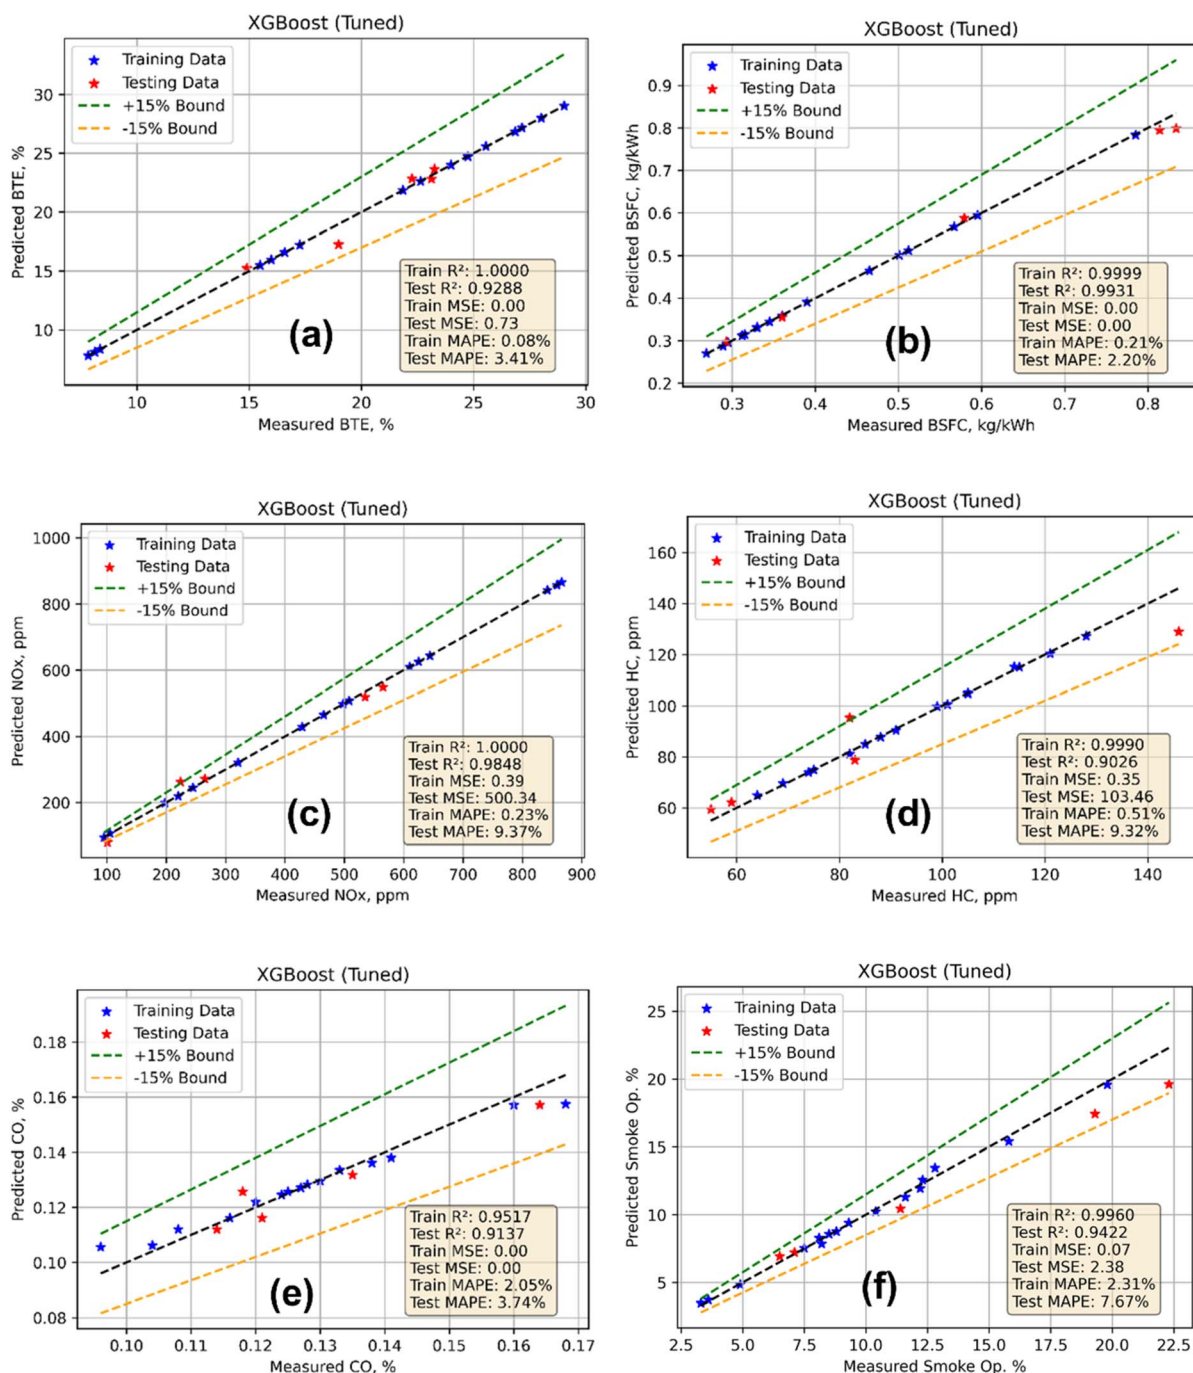 XGBoost (Tuned)
Training Data
Testing Data
+15% Bound
-15% Bound
30
25
20
15
10
Predicted BTE, %
Train R²: 1.0000
Test R²: 0.9288
Train MSE: 0.00
Test MSE: 0.73
Train MAPE: 0.08%
Test MAPE: 3.41%
(a)
10 15 20 25 30
Measured BTE, %
XGBoost (Tuned)
Training Data
Testing Data
+15% Bound
-15% Bound
0.9
0.8
0.7
0.6
0.5
0.4
0.3
0.2
Predicted BSFC, kg/kWh
Train R²: 0.9999
Test R²: 0.9931
Train MSE: 0.00
Test MSE: 0.00
Train MAPE: 0.21%
Test MAPE: 2.20%
(b)
0.3 0.4 0.5 0.6 0.7 0.8
Measured BSFC, kg/kWh
XGBoost (Tuned)
Training Data
Testing Data
+15% Bound
-15% Bound
1000
800
600
400
200
Predicted NOx, ppm
Train R²: 1.0000
Test R²: 0.9848
Train MSE: 0.39
Test MSE: 500.34
Train MAPE: 0.23%
Test MAPE: 9.37%
(c)
100 200 300 400 500 600 700 800 900
Measured NOx, ppm
XGBoost (Tuned)
Training Data
Testing Data
+15% Bound
-15% Bound
160
140
120
100
80
60
Predicted HC, ppm
Train R²: 0.9990
Test R²: 0.9026
Train MSE: 0.35
Test MSE: 103.46
Train MAPE: 0.51%
Test MAPE: 9.32%
(d)
60 80 100 120 140
Measured HC, ppm
XGBoost (Tuned)
Training Data
Testing Data
+15% Bound
-15% Bound
0.18
0.16
0.14
0.12
0.10
0.08
Predicted CO, %
Train R²: 0.9517
Test R²: 0.9137
Train MSE: 0.00
Test MSE: 0.00
Train MAPE: 2.05%
Test MAPE: 3.74%
(e)
0.10 0.11 0.12 0.13 0.14 0.15 0.16 0.17
Measured CO, %
XGBoost (Tuned)
Training Data
Testing Data
+15% Bound
-15% Bound
25
20
15
10
5
Predicted Smoke Op. %
Train R²: 0.9960
Test R²: 0.9422
Train MSE: 0.07
Test MSE: 2.38
Train MAPE: 2.31%
Test MAPE: 7.67%
(f)
2.5 5.0 7.5 10.0 12.5 15.0 17.5 20.0 22.5
Measured Smoke Op. %